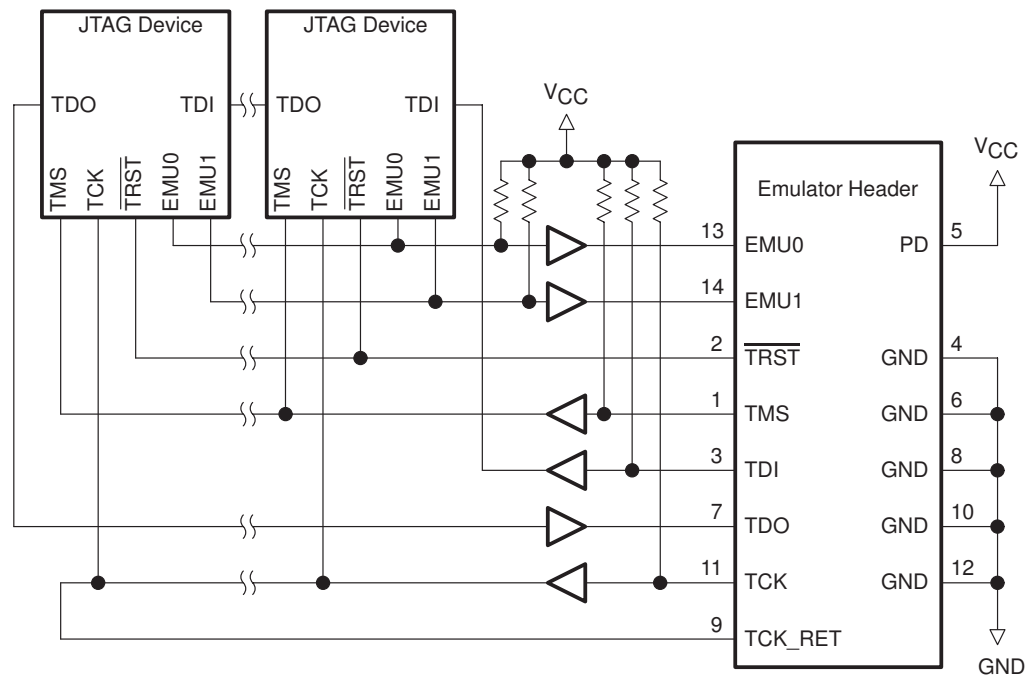 JTAG Device
TDO TDI
TMS TCK TRST EMU0 EMU1
JTAG Device
TDO TDI
TMS TCK TRST EMU0 EMU1
VCC
VCC
Emulator Header
13 EMU0 PD 5
14 EMU1
2 TRST GND 4
1 TMS GND 6
3 TDI GND 8
7 TDO GND 10
11 TCK GND 12
9 TCK_RET
GND